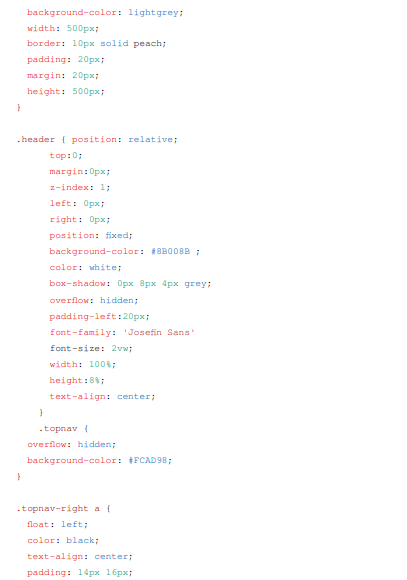 background-color: lightgrey;
width: 500px;
border: 10px solid peach;
padding: 20px;
margin: 20px;
height: 500px;
}
.header { position: relative;
top:0;
margin:0px;
z-index: 1;
left: 0px;
right: 0px;
position: fixed;
background-color: #8B008B ;
color: white;
box-shadow: 0px 8px 4px grey;
overflow: hidden;
padding-left:20px;
font-family: 'Josefin Sans'
font-size: 2vw;
width: 100%;
height:8%;
text-align: center;
}
.topnav {
overflow: hidden;
background-color: #FCAD98;
}
.topnav-right a {
float: left;
color: black;
text-align: center;
padding: 14px 16px;